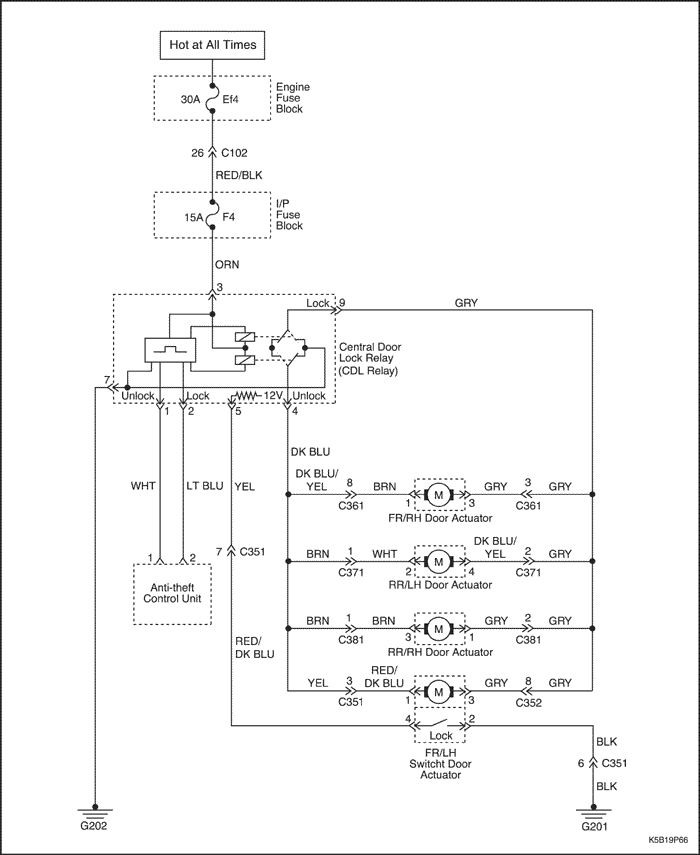 Hot at All Times
30A Ef4
Engine
Fuse
Block
26 C102
RED/BLK
15A F4
I/P
Fuse
Block
ORN
3
Lock 9 GRY
Central Door
Lock Relay
(CDL Relay)
7
Unlock Lock 12V Unlock
1 2 5 4
DK BLU
WHT LT BLU YEL
DK BLU/
YEL 8 BRN 1 M 3 GRY 3 GRY
C361 C361
FR/RH Door Actuator
7 C351
BRN 1 WHT 2 M 4 DK BLU/
YEL 2 GRY
C371 C371
RR/LH Door Actuator
1 2
Anti-theft
Control Unit
BRN 1 BRN 3 M 1 GRY 2 GRY
C381 C381
RR/RH Door Actuator
RED/
DK BLU
YEL 3 RED/
DK BLU 1 M 3 GRY 8 GRY
C351 C352
4 Lock 2
FR/LH
Switcht Door
Actuator
BLK
6 C351
BLK
G202 G201
K5B19P66